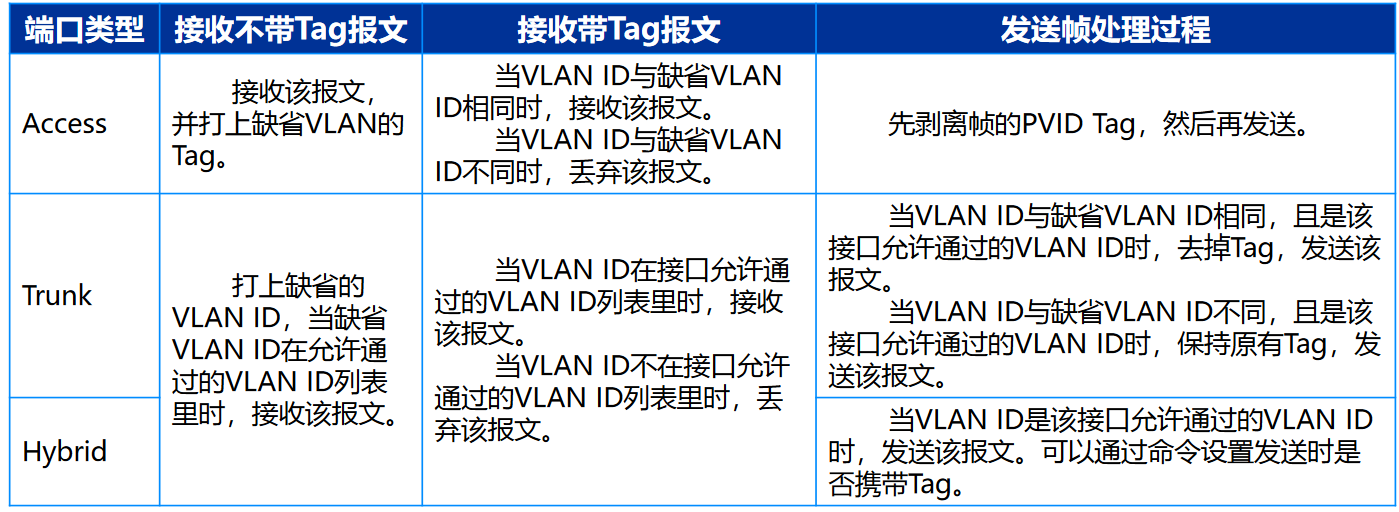 端口类型
接收不带Tag报文
接收带Tag报文
发送帧处理过程
Access
接收该报文，
并打上缺省VLAN的
Tag。
当VLAN ID与缺省VLAN
ID相同时，接收该报文。
当VLAN ID与缺省VLAN
ID不同时，丢弃该报文。
先剥离帧的PVID Tag，然后再发送。
Trunk
打上缺省的
VLAN ID，当缺省
VLAN ID在允许通
过的VLAN ID列表
里时，接收该报文。
当VLAN ID在接口允许通
过的VLAN ID列表里时，接收
该报文。
当VLAN ID不在接口允许
通过的VLAN ID列表里时，丢
弃该报文。
当VLAN ID与缺省VLAN ID相同，且是该
接口允许通过的VLAN ID时，去掉Tag，发送该
报文。
当VLAN ID与缺省VLAN ID不同，且是该
接口允许通过的VLAN ID时，保持原有Tag，发
送该报文。
Hybrid
当VLAN ID是该接口允许通过的VLAN ID
时，发送该报文。可以通过命令设置发送时是
否携带Tag。